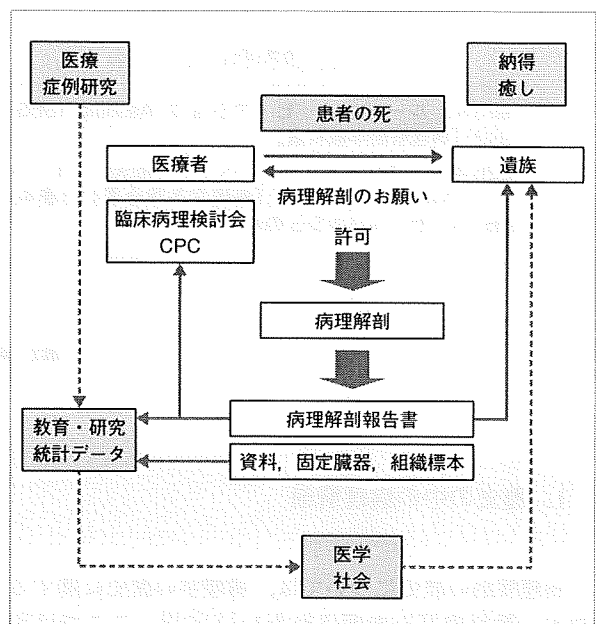 医療
症例研究
納得
癒し
患者の死
医療者
遺族
病理解剖のお願い
臨床病理検討会
CPC
許可
病理解剖
病理解剖報告書
教育・研究
統計データ
資料,固定臓器,組織標本
医学
社会